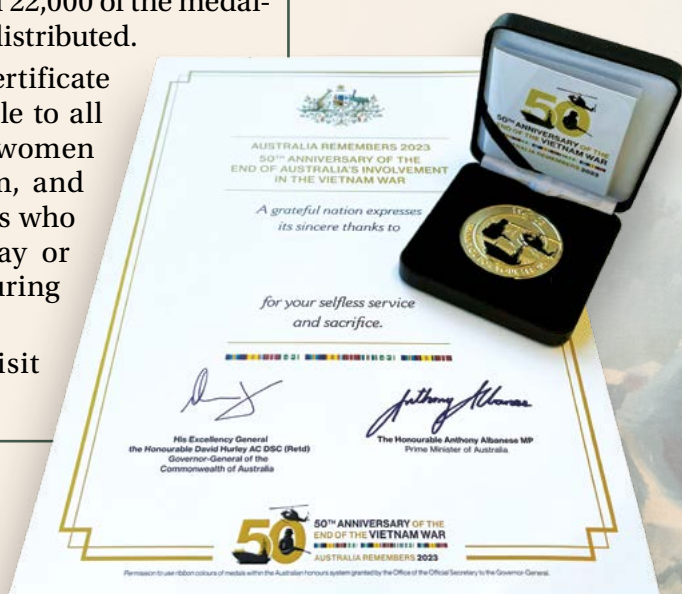 22,000 of the medal-
distributed.
ertificate
le to all
women
n, and
s who
ay or
uring
isit
AUSTRALIA REMEMBERS 2023
50TH ANNIVERSARY OF THE
END OF AUSTRALIA'S INVOLVEMENT
IN THE VIETNAM WAR
A grateful nation expresses
its sincere thanks to
for your selfless service
and sacrifice.
Anthony Albanese
His Excellency General
the Honourable David Hurley AC DSC (Retd)
Governor-General of the
Commonwealth of Australia
The Honourable Anthony Albanese MP
Prime Minister of Australia
50 50TH ANNIVERSARY OF THE
END OF THE VIETNAM WAR
AUSTRALIA REMEMBERS 2023
Permission to use ribbon colours of medals within the Australian honours system granted by the Office of the Official Secretary to the Governor-General.
50
50TH ANNIVERSARY OF THE
END OF THE VIETNAM WAR
AUSTRALIA REMEMBERS 2023